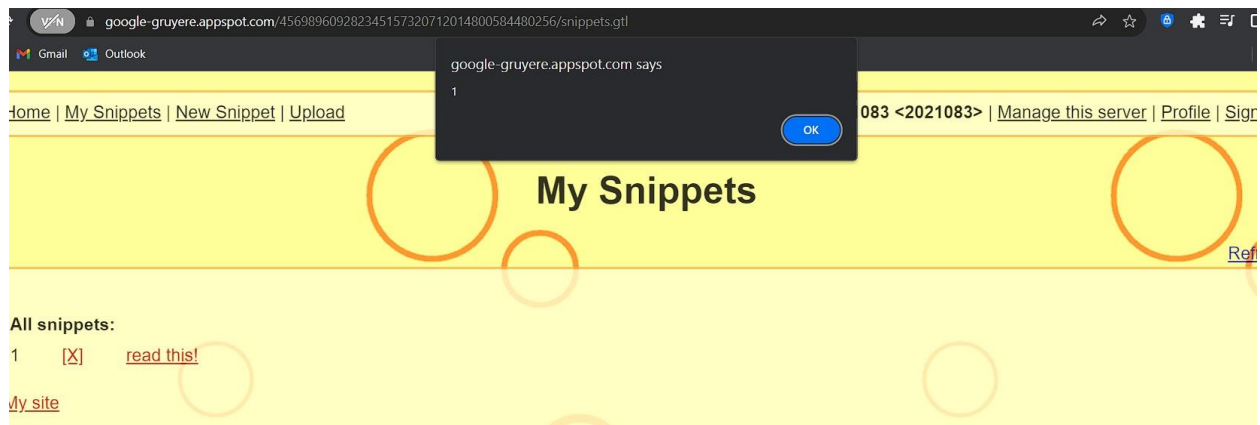 VPN google-gruyere.appspot.com/456989609282345157320712014800584480256/snippets.gtl
Gmail Outlook
google-gruyere.appspot.com says
1
OK
Home | My Snippets | New Snippet | Upload
083 <2021083> | Manage this server | Profile | Sign
My Snippets
Ref
All snippets:
1 [X] read this!
My site